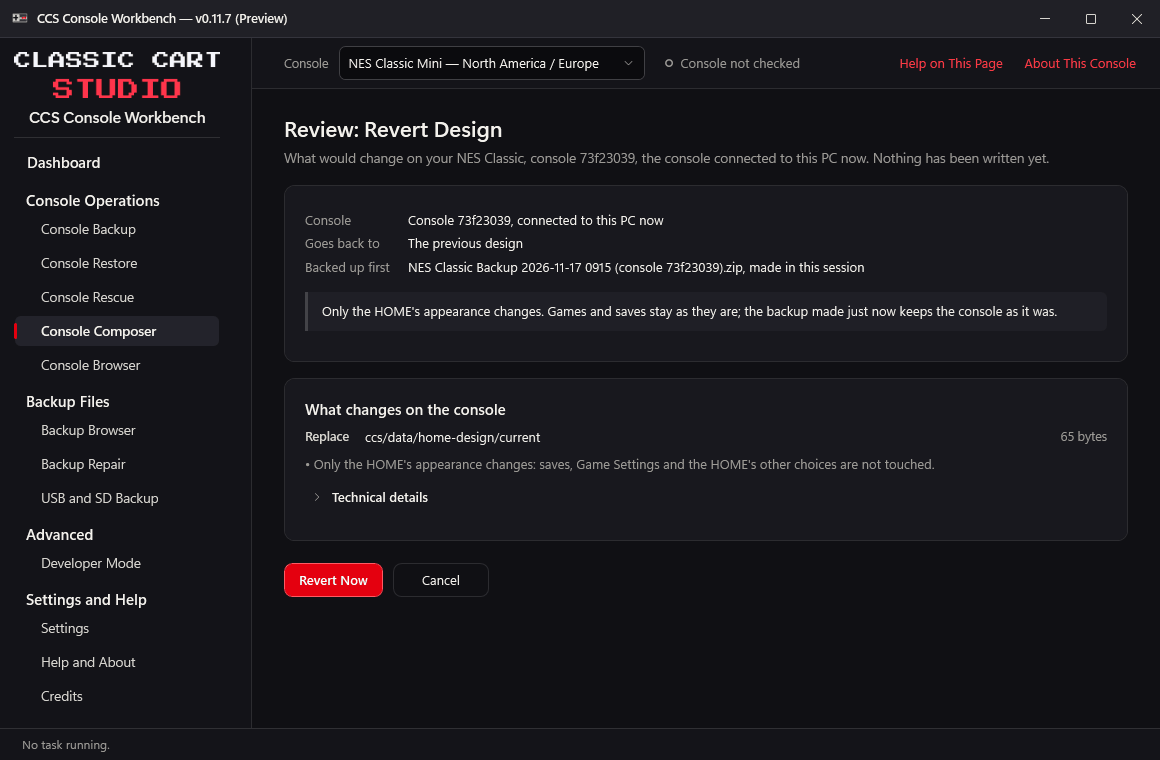 CCS Console Workbench — v0.11.7 (Preview)
CLASSIC CART
STUDIO
CCS Console Workbench
Dashboard
Console Operations
Console Backup
Console Restore
Console Rescue
Console Composer
Console Browser
Backup Files
Backup Browser
Backup Repair
USB and SD Backup
Advanced
Developer Mode
Settings and Help
Settings
Help and About
Credits
Console NES Classic Mini — North America / Europe Console not checked Help on This Page About This Console
Review: Revert Design
What would change on your NES Classic, console 73f23039, the console connected to this PC now. Nothing has been written yet.
Console Console 73f23039, connected to this PC now
Goes back to The previous design
Backed up first NES Classic Backup 2026-11-17 0915 (console 73f23039).zip, made in this session
Only the HOME's appearance changes. Games and saves stay as they are; the backup made just now keeps the console as it was.
What changes on the console
Replace ccs/data/home-design/current 65 bytes
• Only the HOME's appearance changes: saves, Game Settings and the HOME's other choices are not touched.
Technical details
Revert Now Cancel
No task running.